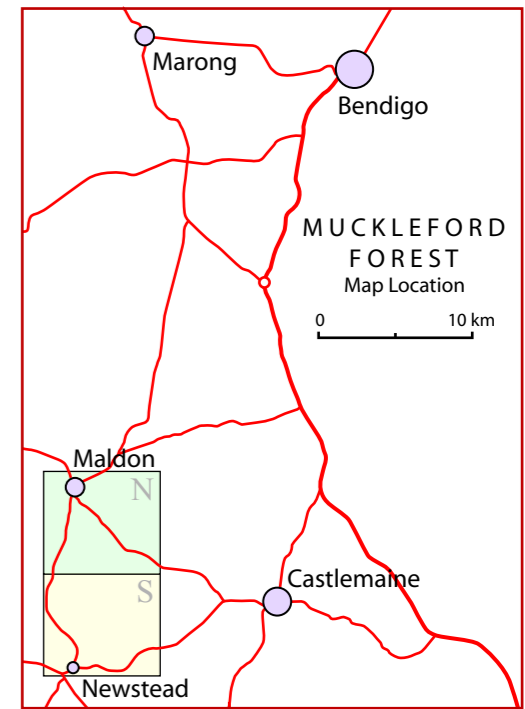 Marong
Bendigo
MUCKLEFORD
FOREST
Map Location
0 10 km
Maldon
N
S
Castlemaine
Newstead